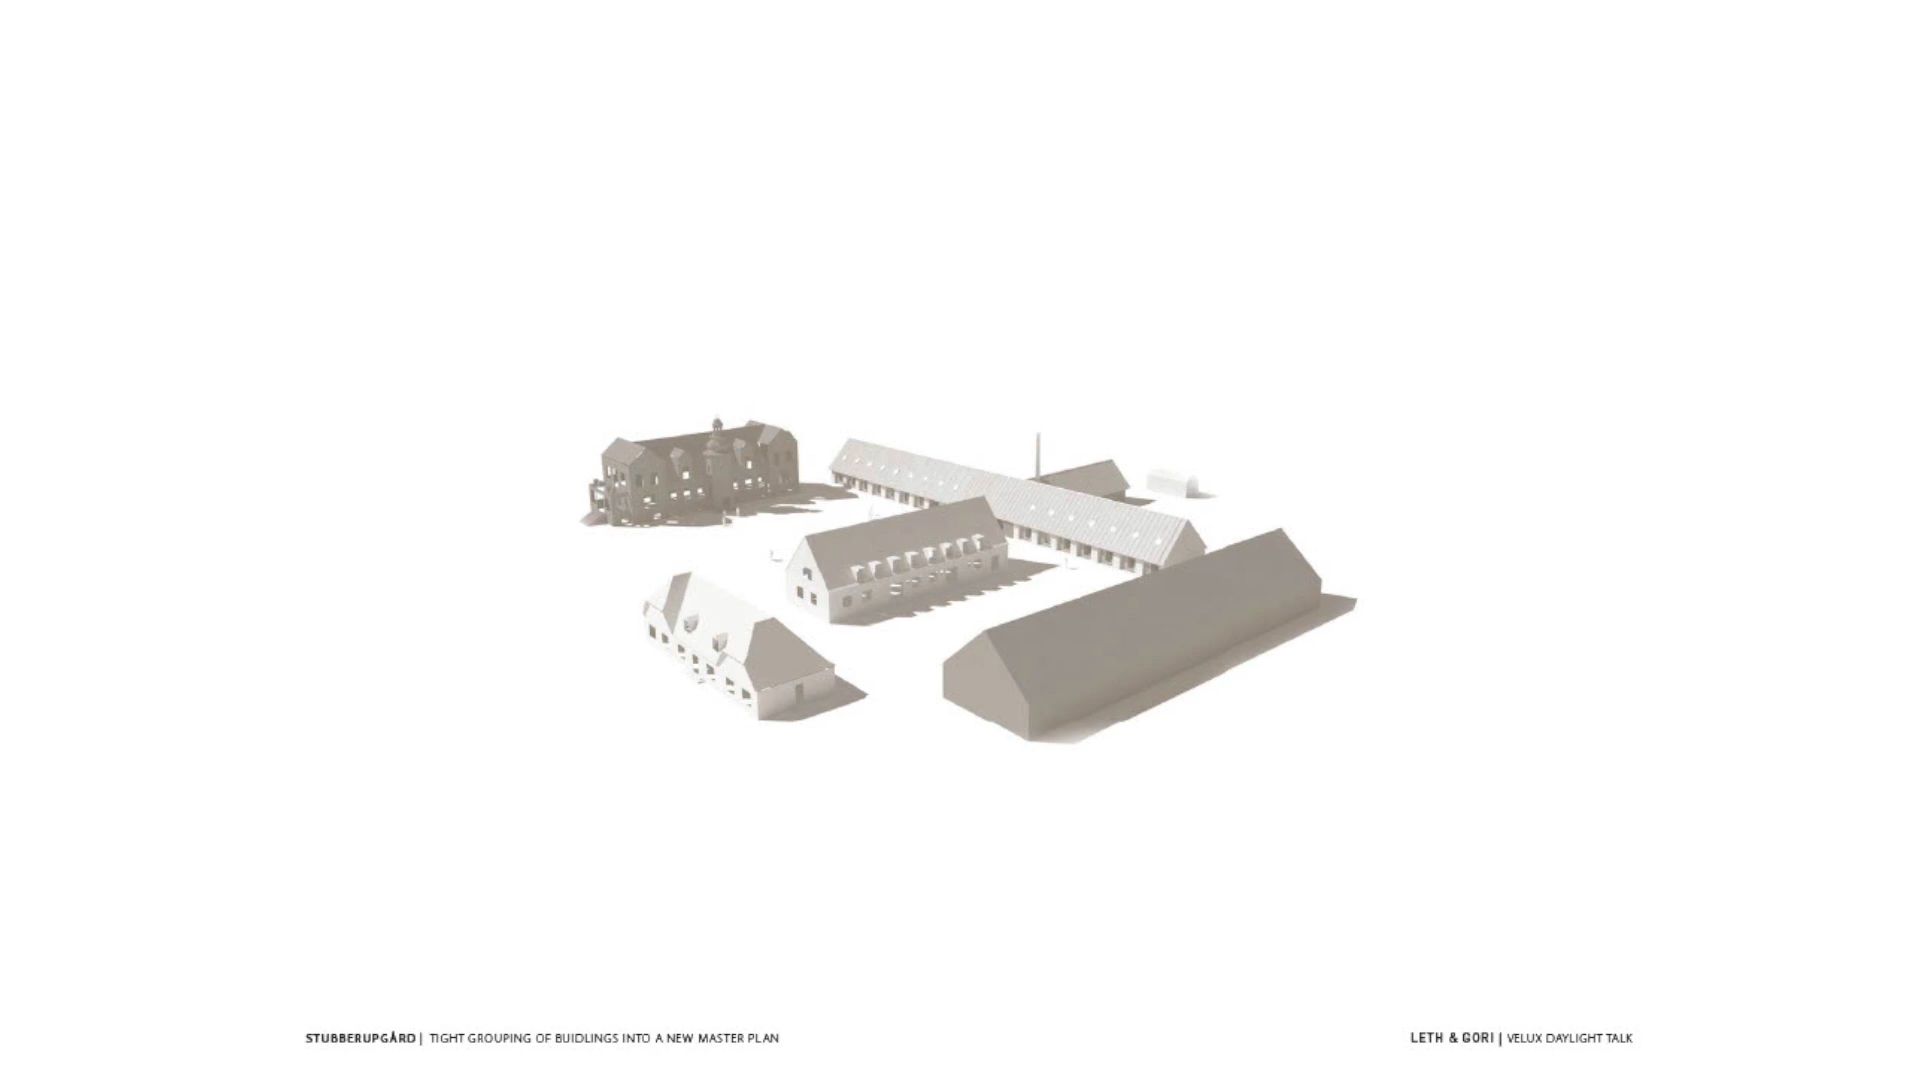 STUBBERUPGÅRD | TIGHT GROUPING OF BUIDLINGS INTO A NEW MASTER PLAN
LETH & GORI | VELUX DAYLIGHT TALK